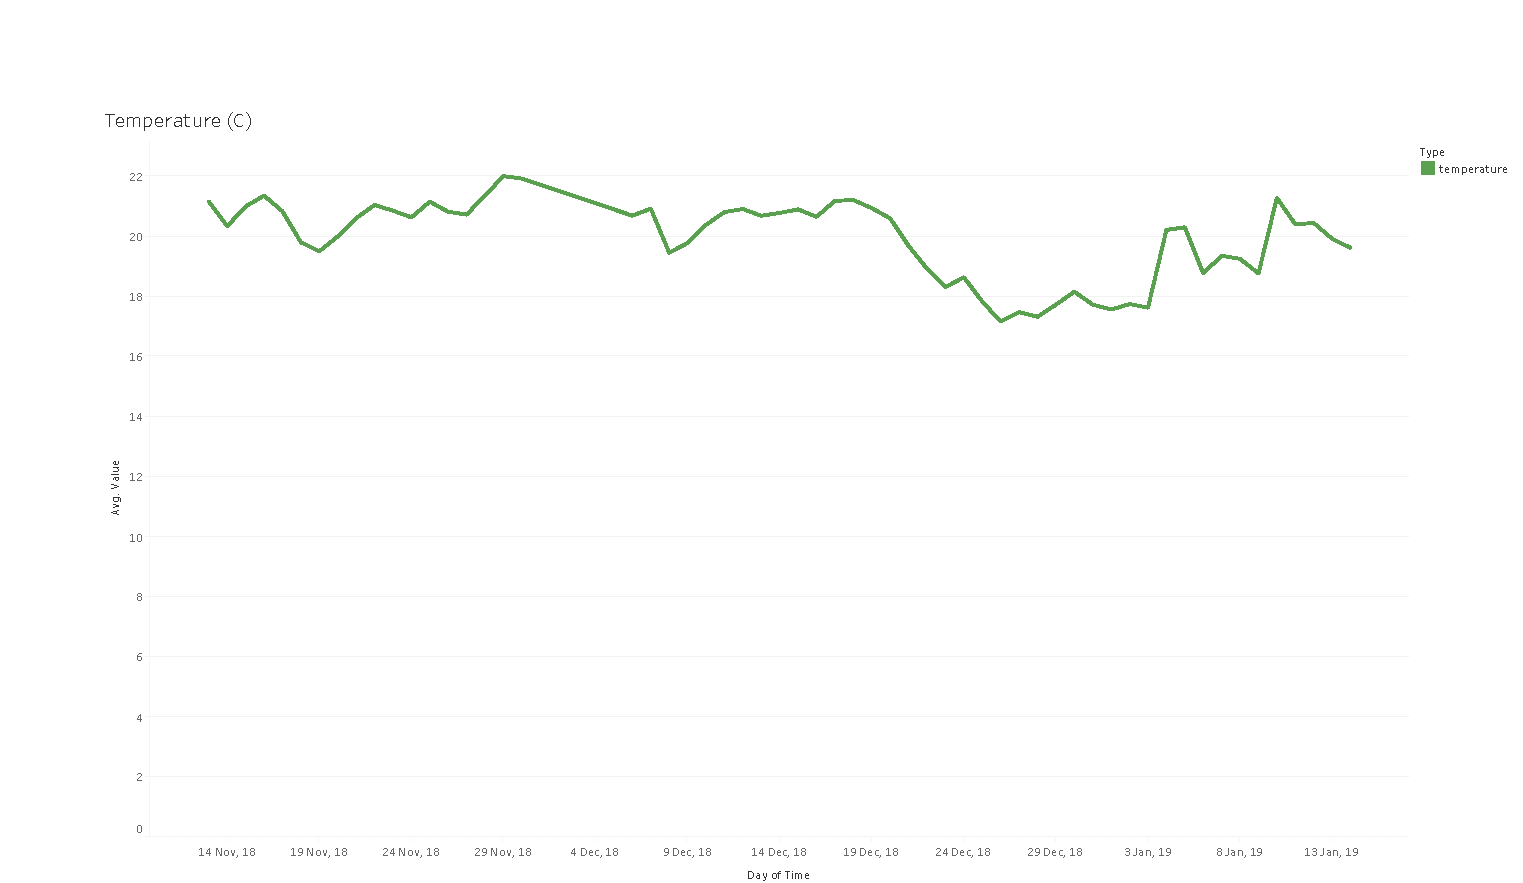 Temperature (C)
Type
temperature
22
20
18
16
14
12
10
8
6
4
2
0
Avg. Value
14 Nov, 18 19 Nov, 18 24 Nov, 18 29 Nov, 18 4 Dec, 18 9 Dec, 18 14 Dec, 18 19 Dec, 18 24 Dec, 18 29 Dec, 18 3 Jan, 19 8 Jan, 19 13 Jan, 19
Day of Time